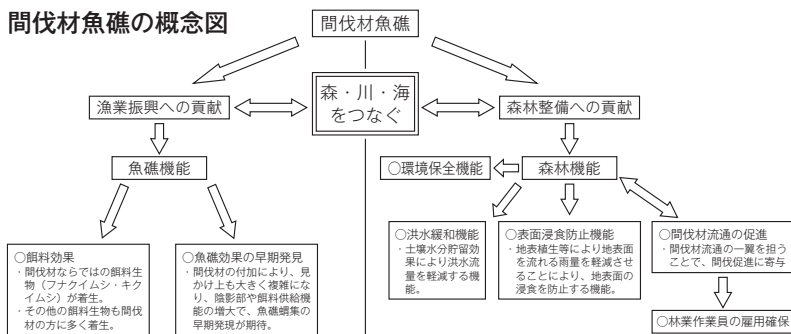 間伐材魚礁の概念図
間伐材魚礁
森・川・海
をつなぐ
漁業振興への貢献
森林整備への貢献
魚礁機能
○環境保全機能
森林機能
○餌料効果
・間伐材ならではの餌料生
物（フナクイムシ・キク
イムシ）が着生。
・その他の餌料生物も間伐
材の方に多く着生。
○魚礁効果の早期発見
・間伐材の付加により、見
かけ上も大きく複雑にな
り、陰影部や餌料供給機
能の増大で、魚礁蝟集の
早期発現が期待。
○洪水緩和機能
・土壌水分貯留効
果により洪水流
量を軽減する機
能。
○表面浸食防止機能
・地表植生等により地表面
を流れる雨量を軽減させ
ることにより、地表面の
浸食を防止する機能。
○間伐材流通の促進
・間伐材流通の一翼を担う
ことで、間伐促進に寄与
○林業作業員の雇用確保